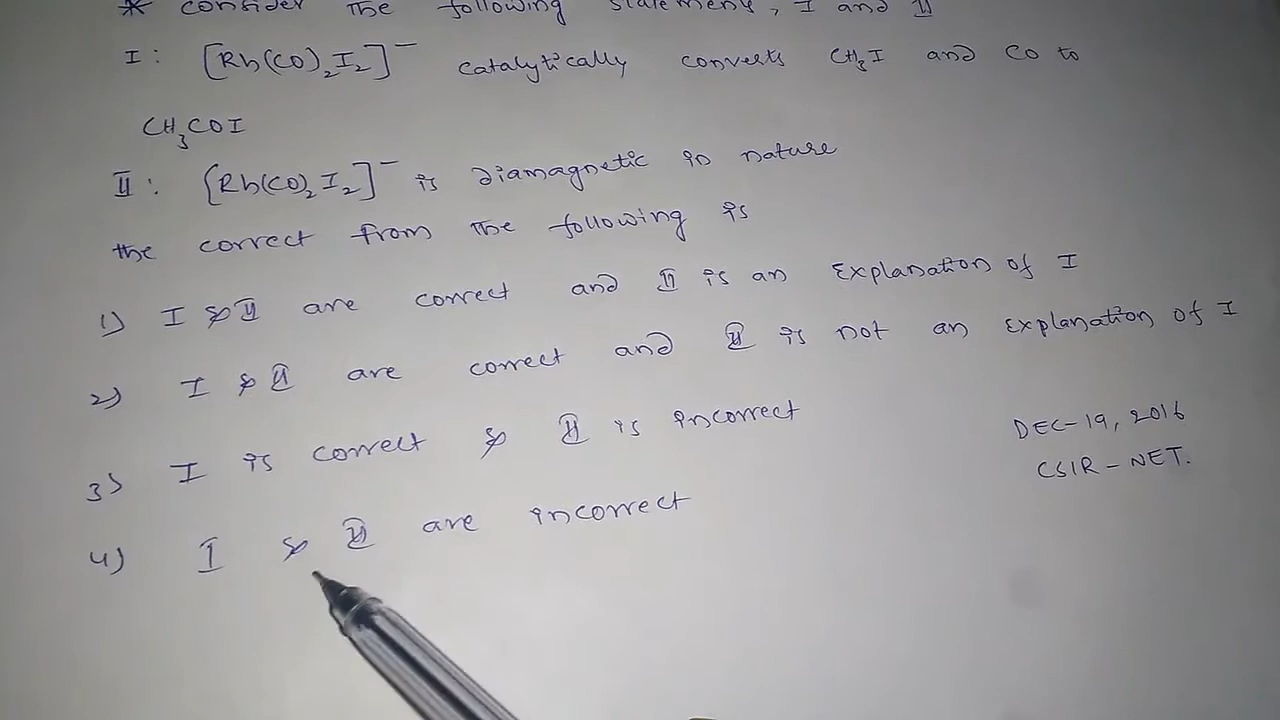 * consider the following statements, I and II
I: [Rh(CO)₂I₂]⁻ catalytically converts CH₃I and CO to
CH₃COI
II: [Rh(CO)₂I₂]⁻ is diamagnetic in nature
the correct from the following is
1) I & II are correct and II is an Explanation of I
2) I & II are correct and II is not an Explanation of I
3) I is correct & II is incorrect
DEC-19, 2016
CSIR-NET.
4) I & II are incorrect